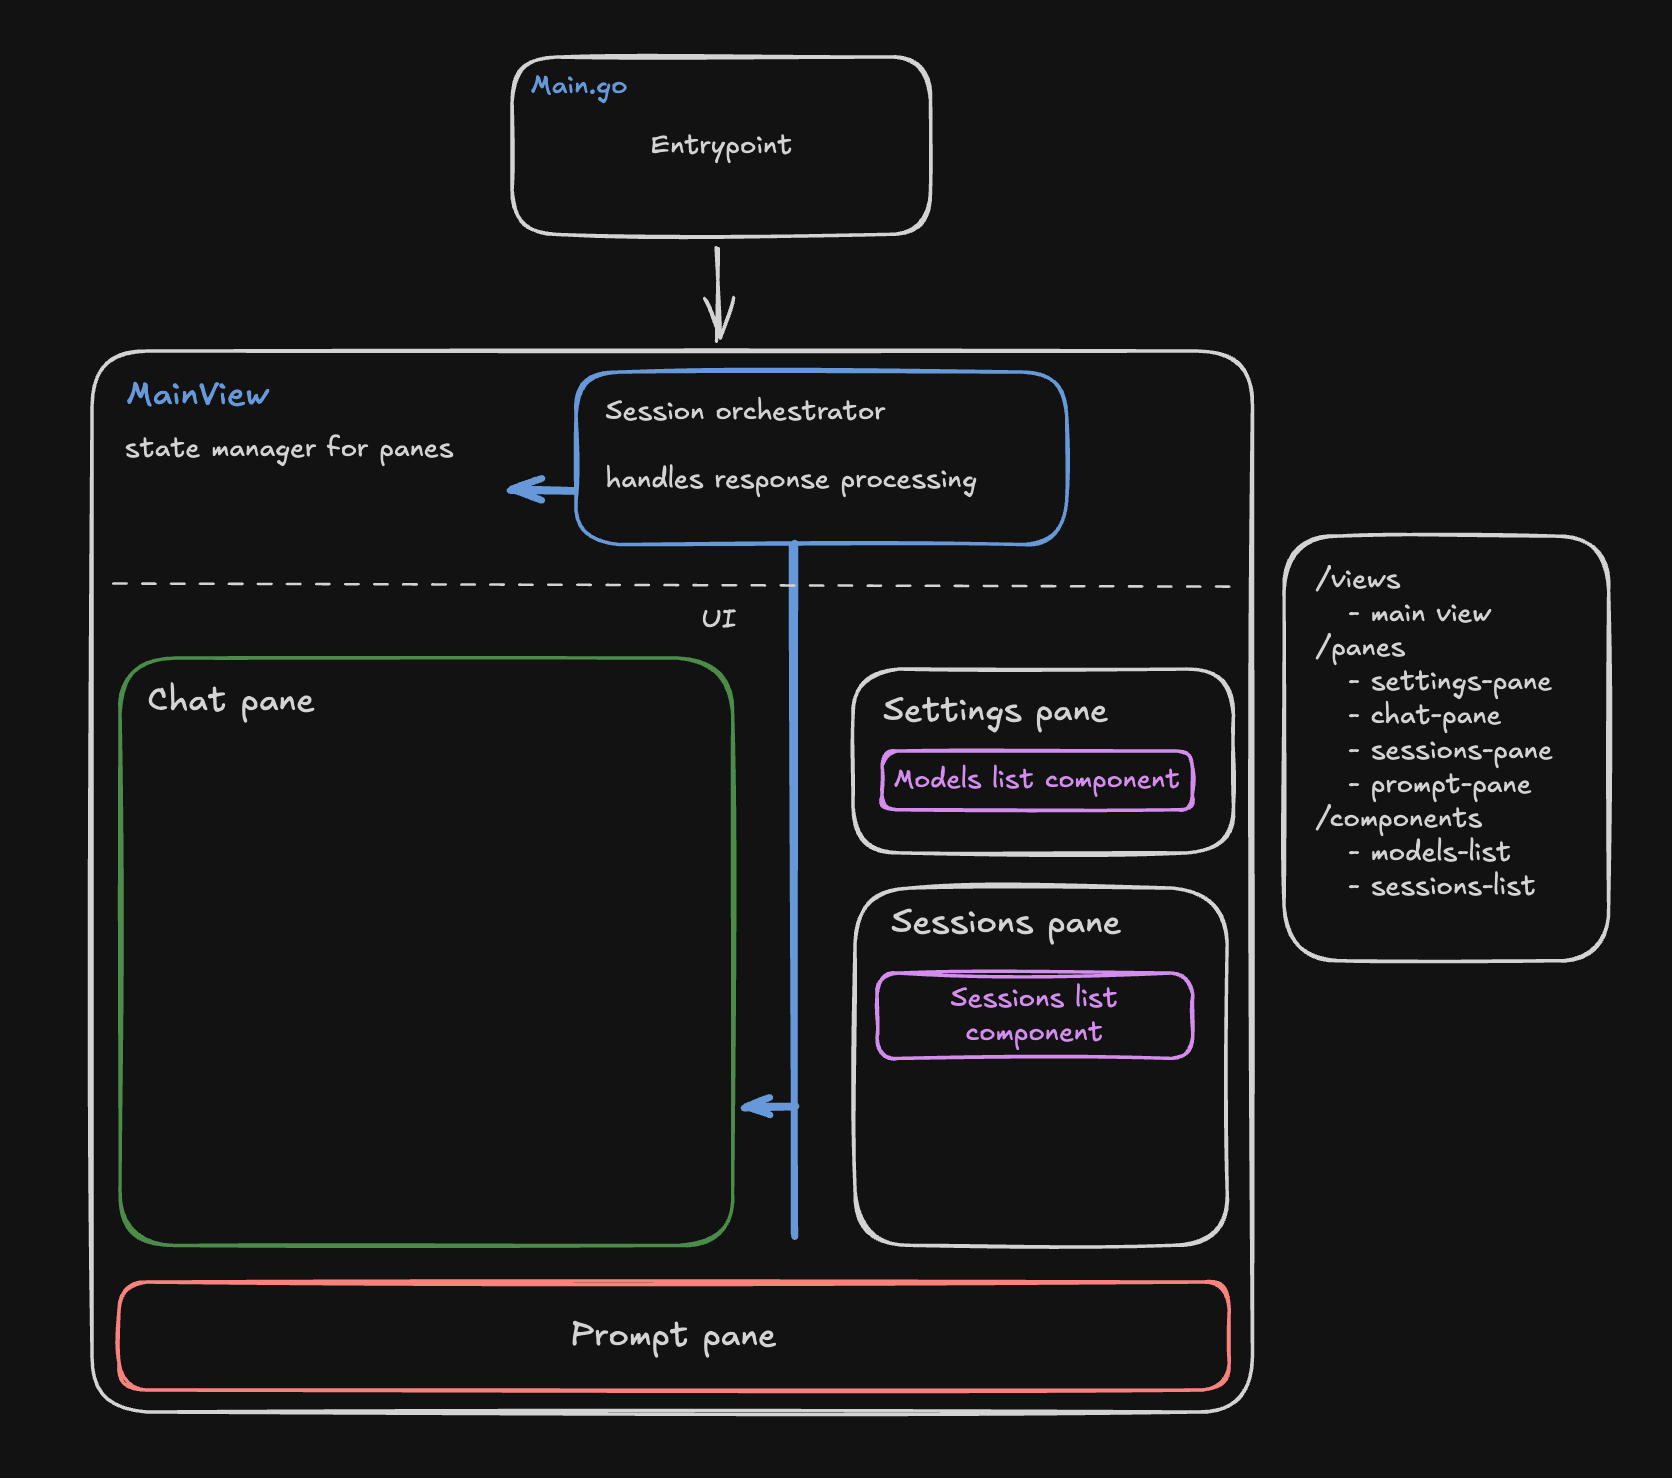 Main.go
Entrypoint
MainView
state manager for panes
Session orchestrator
handles response processing
UI
Chat pane
Settings pane
Models list component
Sessions pane
Sessions list
component
Prompt pane
/views
- main view
/panes
- settings-pane
- chat-pane
- sessions-pane
- prompt-pane
/components
- models-list
- sessions-list